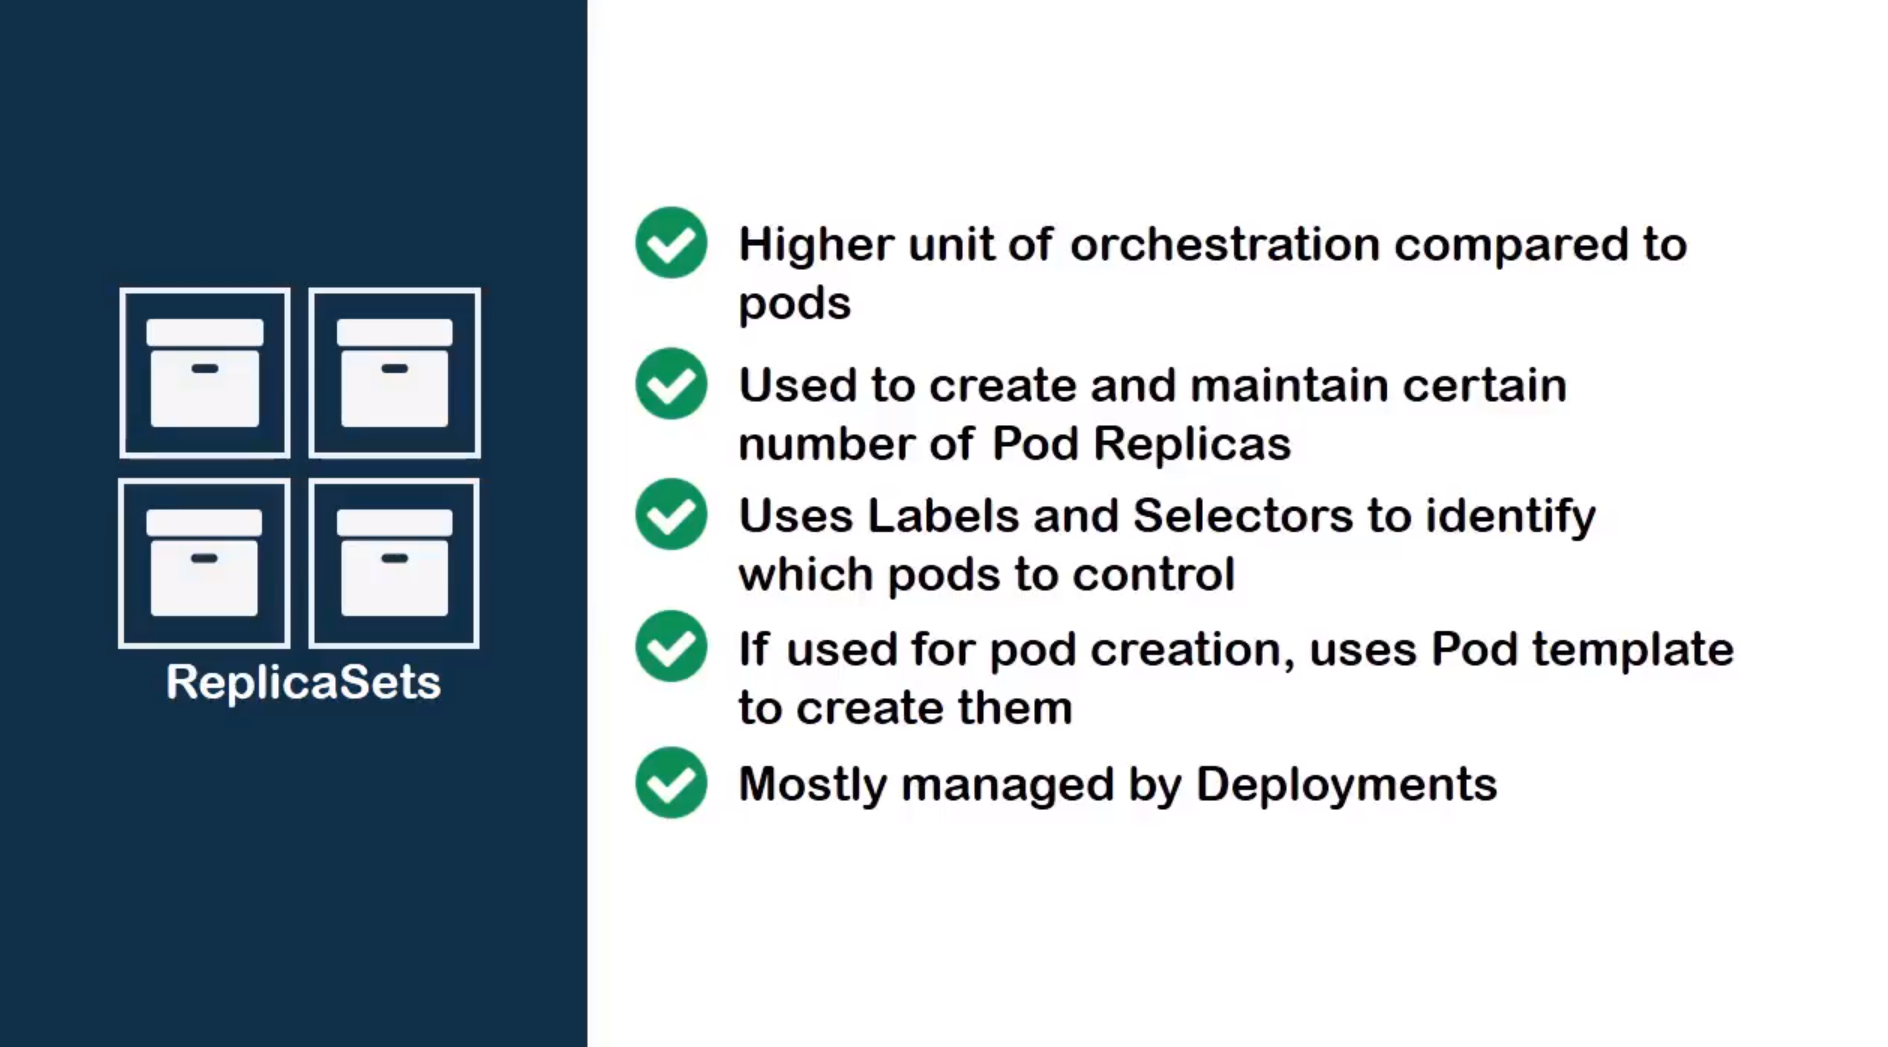 ReplicaSets
Higher unit of orchestration compared to
pods
Used to create and maintain certain
number of Pod Replicas
Uses Labels and Selectors to identify
which pods to control
If used for pod creation, uses Pod template
to create them
Mostly managed by Deployments